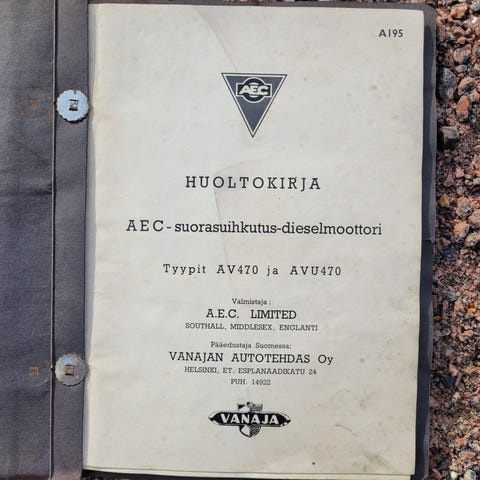 A195
AEC
HUOLTOKIRJA
AEC-suorasuihkutus-dieselmoottori
Tyypit AV470 ja AVU470
Valmistaja:
A.E.C. LIMITED
SOUTHALL, MIDDLESEX, ENGLANTI
Pääedustaja Suomessa:
VANAJAN AUTOTEHDAS Oy
HELSINKI, ET. ESPLANAADIKATU 24
PUH. 14922
VANAJA